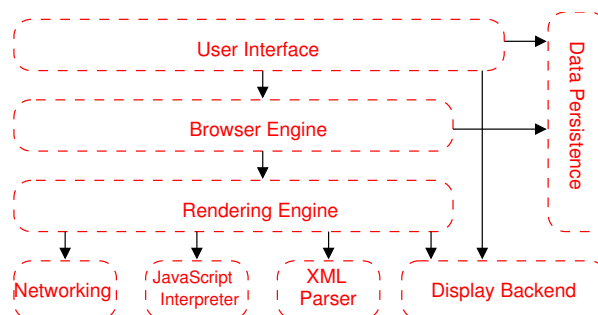 User Interface
Data Persistence
Browser Engine
Rendering Engine
Networking
JavaScript
Interpreter
XML
Parser
Display Backend